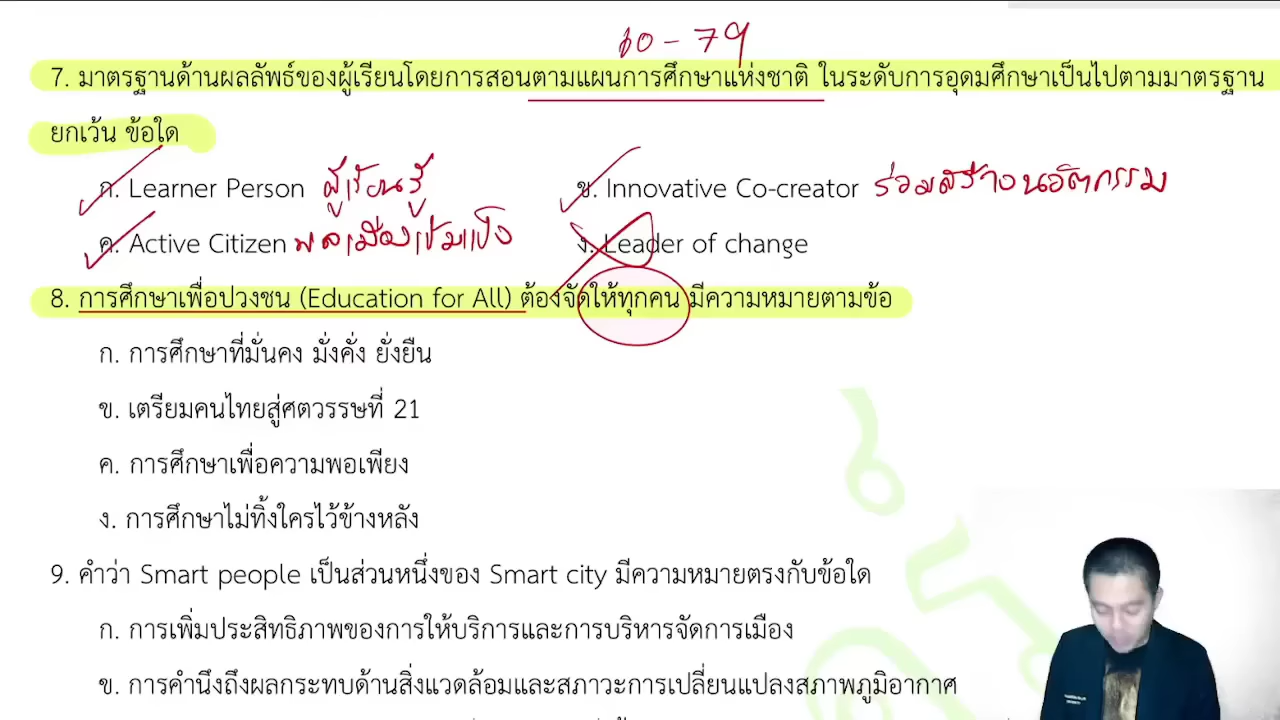 60 - 79
7. มาตรฐานด้านผลลัพธ์ของผู้เรียนโดยการสอนตามแผนการศึกษาแห่งชาติ ในระดับการอุดมศึกษาเป็นไปตามมาตรฐาน
ยกเว้น ข้อใด
ก. Learner Person ผู้เรียนรู้ ข. Innovative Co-creator ร่วมสร้างนวัตกรรม
ค. Active Citizen พลเมืองเข้มแข็ง ง. Leader of change
8. การศึกษาเพื่อปวงชน (Education for All) ต้องจัดให้ทุกคน มีความหมายตามข้อ
ก. การศึกษาที่มั่นคง มั่งคั่ง ยั่งยืน
ข. เตรียมคนไทยสู่ศตวรรษที่ 21
ค. การศึกษาเพื่อความพอเพียง
ง. การศึกษาไม่ทิ้งใครไว้ข้างหลัง
9. คำว่า Smart people เป็นส่วนหนึ่งของ Smart city มีความหมายตรงกับข้อใด
ก. การเพิ่มประสิทธิภาพของการให้บริการและการบริหารจัดการเมือง
ข. การคำนึงถึงผลกระทบด้านสิ่งแวดล้อมและสภาวะการเปลี่ยนแปลงสภาพภูมิอากาศ